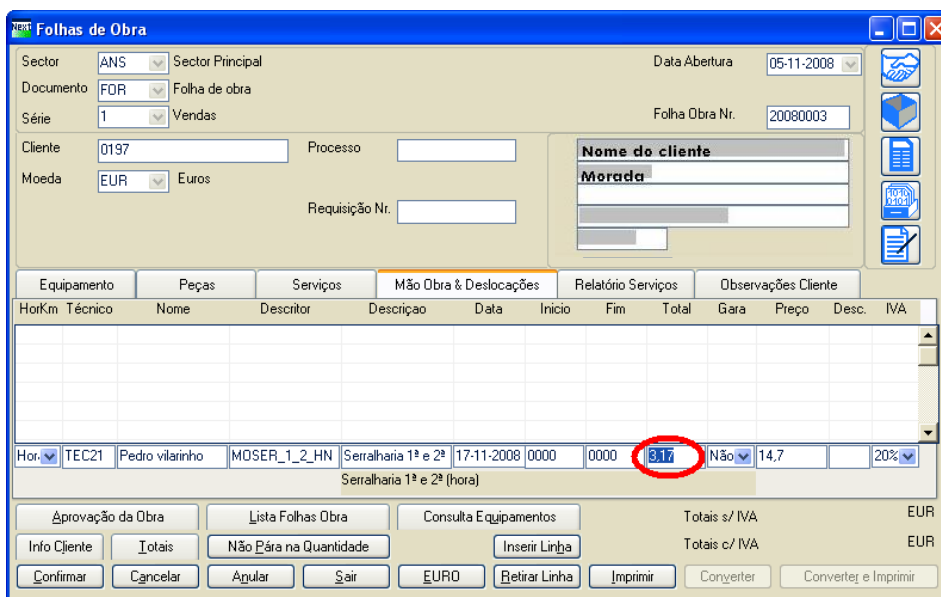 Next Folhas de Obra
Sector ANS Sector Principal Data Abertura 05-11-2008
Documento FOR Folha de obra
Série 1 Vendas Folha Obra Nr. 20080003
Cliente 0197 Processo Nome do cliente
Moeda EUR Euros Morada
Requisição Nr.
Equipamento Peças Serviços Mão Obra & Deslocações Relatório Serviços Observações Cliente
HorKm Técnico Nome Descritor Descriçao Data Inicio Fim Total Gara Preço Desc. IVA
Hor. TEC21 Pedro vilarinho MOSER_1_2_HN Serralharia 1ª e 2ª 17-11-2008 0000 0000 3,17 Não 14,7 20%
Serralharia 1ª e 2ª (hora)
Aprovação da Obra Lista Folhas Obra Consulta Equipamentos Totais s/ IVA EUR
Info Cliente Totais Não Pára na Quantidade Inserir Linha Totais c/ IVA EUR
Confirmar Cancelar Anular Sair EURO Retirar Linha Imprimir Converter Converter e Imprimir